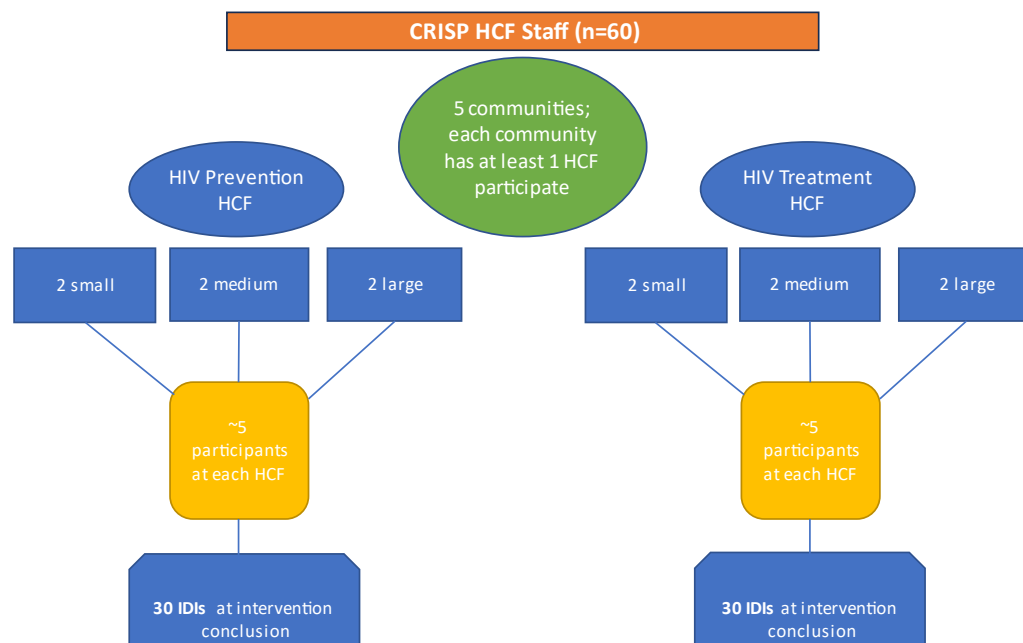 CRISP HCF Staff (n=60)
5 communities;
each community
has at least 1 HCF
participate
HIV Prevention
HCF
HIV Treatment
HCF
2 small
2 medium
2 large
2 small
2 medium
2 large
~5
participants
at each HCF
~5
participants
at each HCF
30 IDIs at intervention
conclusion
30 IDIs at intervention
conclusion